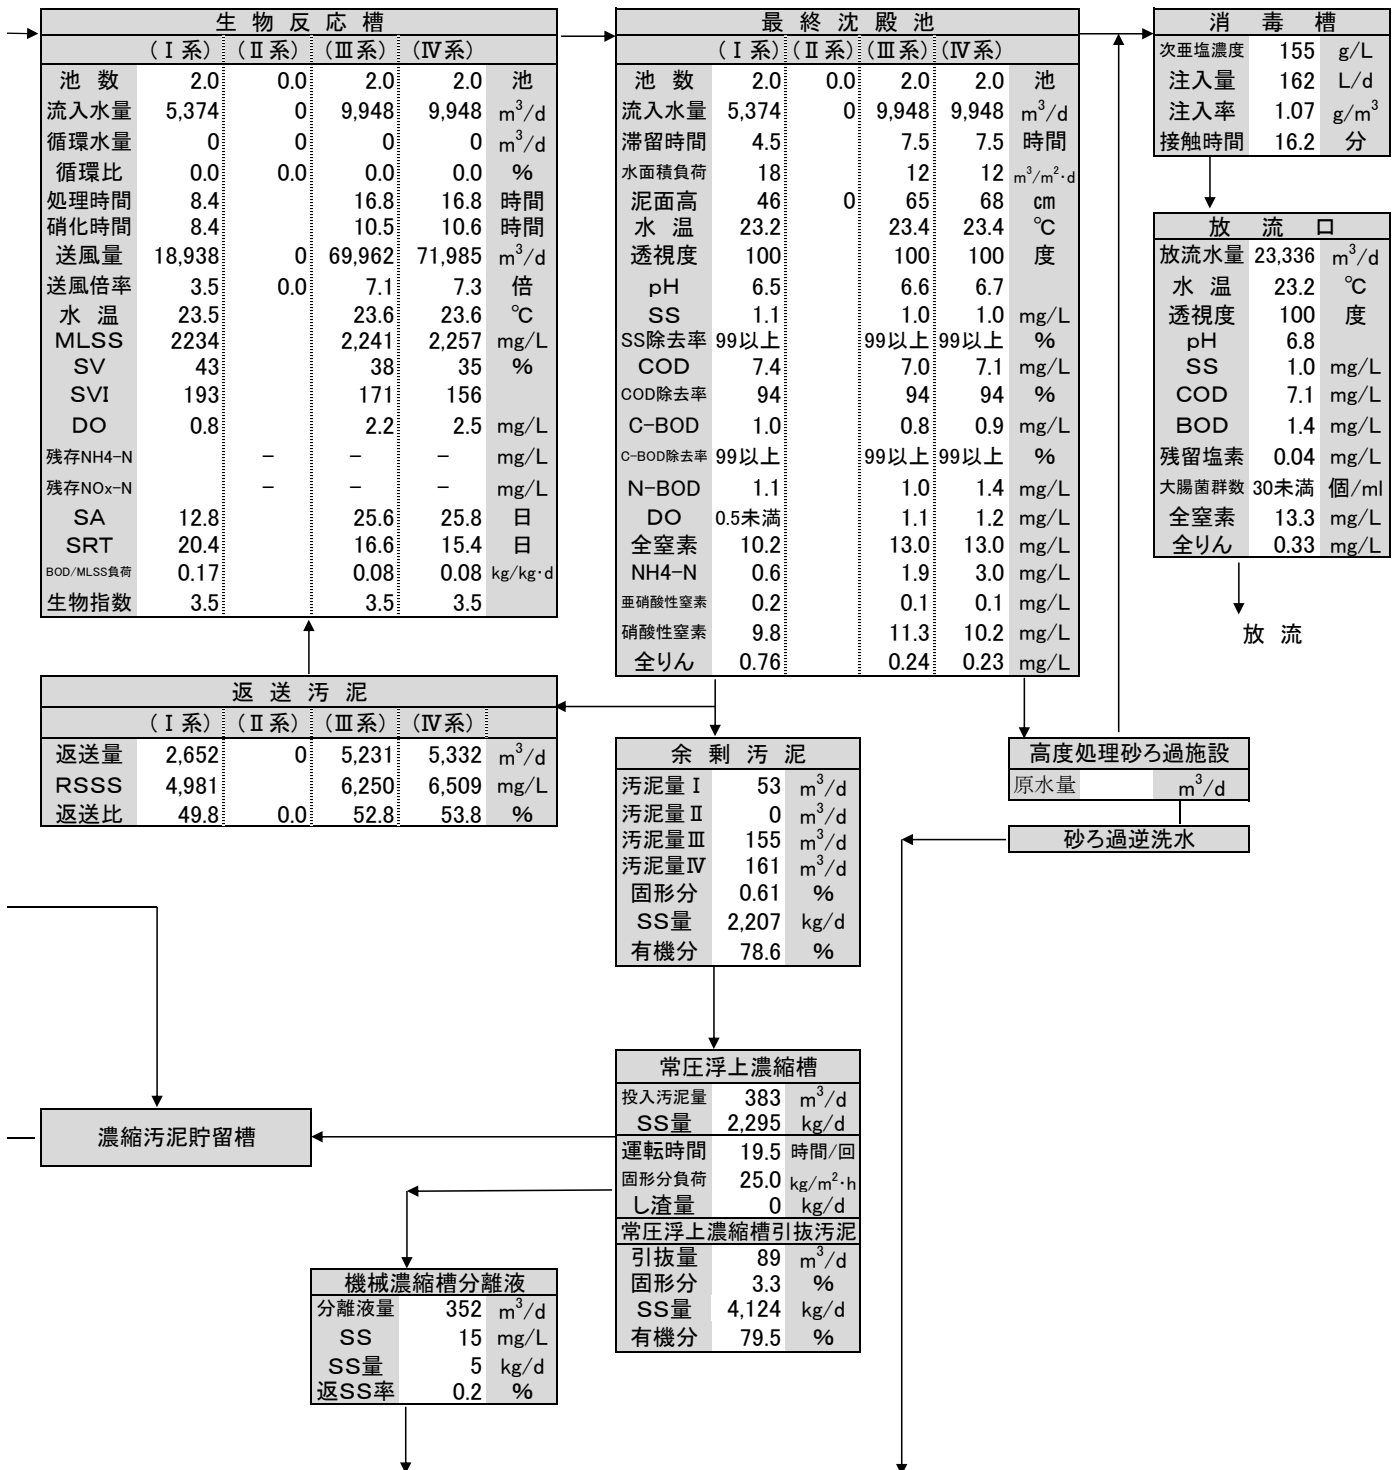 生物反応槽
(Ⅰ系) (Ⅱ系) (Ⅲ系) (Ⅳ系)
池数 2.0 0.0 2.0 2.0 池
流入水量 5,374 0 9,948 9,948 m³/d
循環水量 0 0 0 0 m³/d
循環比 0.0 0.0 0.0 0.0 %
処理時間 8.4 16.8 16.8 時間
硝化時間 8.4 10.5 10.6 時間
送風量 18,938 0 69,962 71,985 m³/d
送風倍率 3.5 0.0 7.1 7.3 倍
水温 23.5 23.6 23.6 ℃
MLSS 2234 2,241 2,257 mg/L
SV 43 38 35 %
SVI 193 171 156
DO 0.8 2.2 2.5 mg/L
残存NH4-N − − − mg/L
残存NOx-N − − − mg/L
SA 12.8 25.6 25.8 日
SRT 20.4 16.6 15.4 日
BOD/MLSS負荷 0.17 0.08 0.08 kg/kg・d
生物指数 3.5 3.5 3.5
最終沈殿池
(Ⅰ系) (Ⅱ系) (Ⅲ系) (Ⅳ系)
池数 2.0 0.0 2.0 2.0 池
流入水量 5,374 0 9,948 9,948 m³/d
滞留時間 4.5 7.5 7.5 時間
水面積負荷 18 12 12 m³/m²・d
泥面高 46 0 65 68 cm
水温 23.2 23.4 23.4 ℃
透視度 100 100 100 度
pH 6.5 6.6 6.7
SS 1.1 1.0 1.0 mg/L
SS除去率 99以上 99以上 99以上 %
COD 7.4 7.0 7.1 mg/L
COD除去率 94 94 94 %
C-BOD 1.0 0.8 0.9 mg/L
C-BOD除去率 99以上 99以上 99以上 %
N-BOD 1.1 1.0 1.4 mg/L
DO 0.5未満 1.1 1.2 mg/L
全窒素 10.2 13.0 13.0 mg/L
NH4-N 0.6 1.9 3.0 mg/L
亜硝酸性窒素 0.2 0.1 0.1 mg/L
硝酸性窒素 9.8 11.3 10.2 mg/L
全りん 0.76 0.24 0.23 mg/L
消毒槽
次亜塩濃度 155 g/L
注入量 162 L/d
注入率 1.07 g/m³
接触時間 16.2 分
放流口
放流水量 23,336 m³/d
水温 23.2 ℃
透視度 100 度
pH 6.8
SS 1.0 mg/L
COD 7.1 mg/L
BOD 1.4 mg/L
残留塩素 0.04 mg/L
大腸菌群数 30未満 個/ml
全窒素 13.3 mg/L
全りん 0.33 mg/L
放流
返送汚泥
(Ⅰ系) (Ⅱ系) (Ⅲ系) (Ⅳ系)
返送量 2,652 0 5,231 5,332 m³/d
RSSS 4,981 6,250 6,509 mg/L
返送比 49.8 0.0 52.8 53.8 %
余剰汚泥
汚泥量Ⅰ 53 m³/d
汚泥量Ⅱ 0 m³/d
汚泥量Ⅲ 155 m³/d
汚泥量Ⅳ 161 m³/d
固形分 0.61 %
SS量 2,207 kg/d
有機分 78.6 %
高度処理砂ろ過施設
原水量 m³/d
砂ろ過逆洗水
常圧浮上濃縮槽
投入汚泥量 383 m³/d
SS量 2,295 kg/d
運転時間 19.5 時間/回
固形分負荷 25.0 kg/m²・h
し渣量 0 kg/d
常圧浮上濃縮槽引抜汚泥
引抜量 89 m³/d
固形分 3.3 %
SS量 4,124 kg/d
有機分 79.5 %
濃縮汚泥貯留槽
機械濃縮槽分離液
分離液量 352 m³/d
SS 15 mg/L
SS量 5 kg/d
返SS率 0.2 %